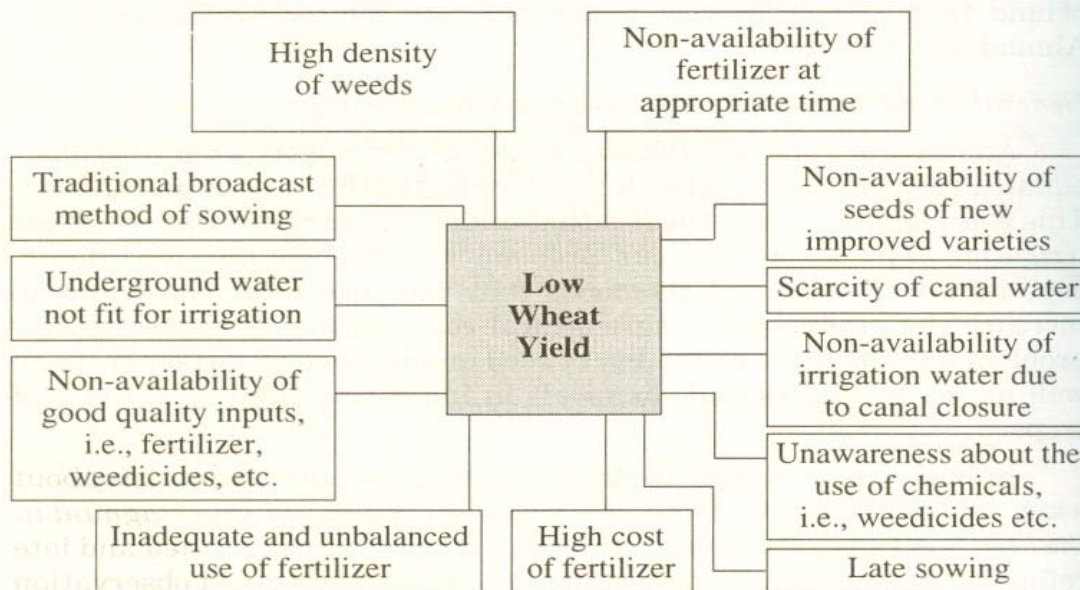 High density
of weeds
Non-availability of
fertilizer at
appropriate time
Traditional broadcast
method of sowing
Non-availability of
seeds of new
improved varieties
Underground water
not fit for irrigation
Low
Wheat
Yield
Scarcity of canal water
Non-availability of
irrigation water due
to canal closure
Non-availability of
good quality inputs,
i.e., fertilizer,
weedicides, etc.
Unawareness about the
use of chemicals,
i.e., weedicides etc.
Inadequate and unbalanced
use of fertilizer
High cost
of fertilizer
Late sowing